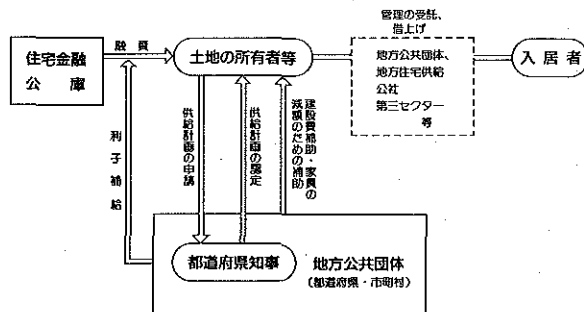 管理の受託、
借上げ
融資
住宅金融
公庫
土地の所有者等
地方公共団体、
地方住宅供給
公社
第三セクター
等
入居者
利子補給
供給計画の申請
供給計画の認定
建設費補助・家賃の
減額のための補助
都道府県知事
地方公共団体
(都道府県・市町村)